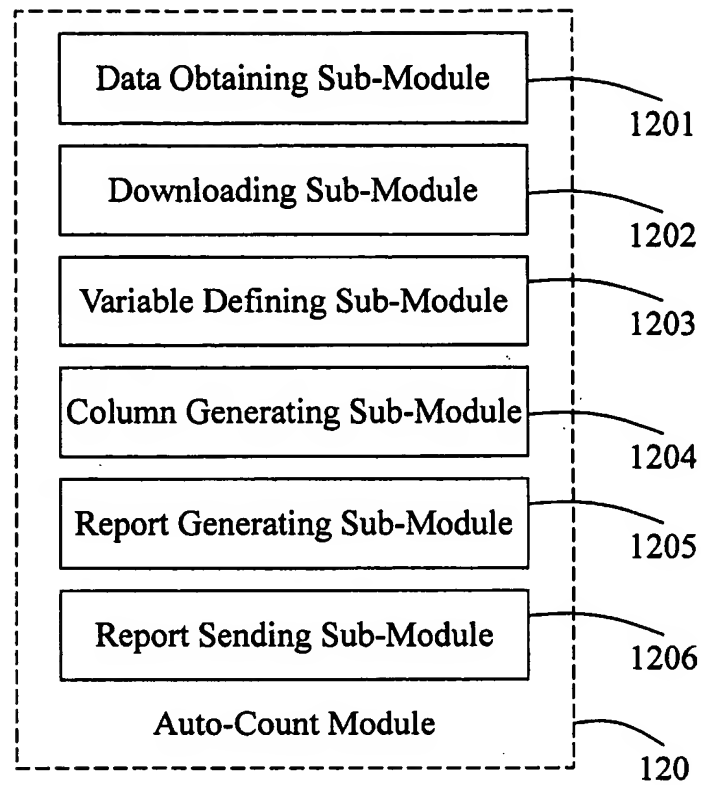 Data Obtaining Sub-Module
1201
Downloading Sub-Module
1202
Variable Defining Sub-Module
1203
Column Generating Sub-Module
1204
Report Generating Sub-Module
1205
Report Sending Sub-Module
1206
Auto-Count Module
120